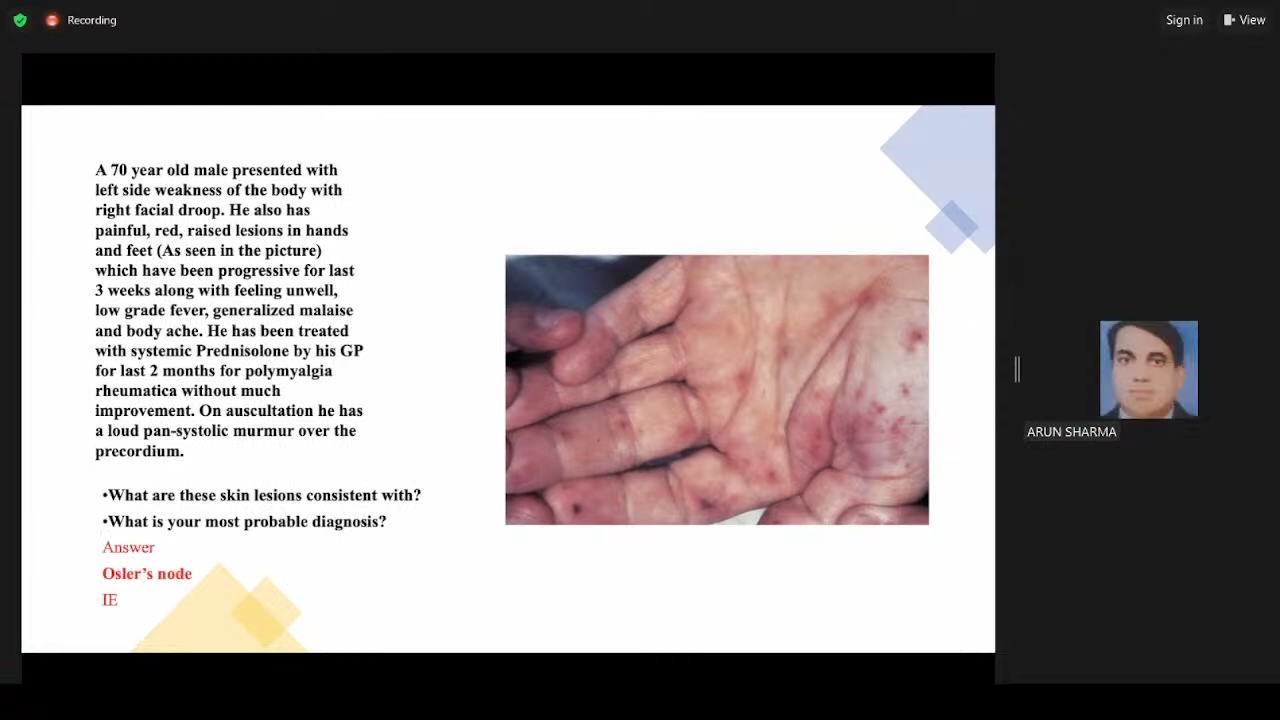 Recording
Sign in
View
A 70 year old male presented with
left side weakness of the body with
right facial droop. He also has
painful, red, raised lesions in hands
and feet (As seen in the picture)
which have been progressive for last
3 weeks along with feeling unwell,
low grade fever, generalized malaise
and body ache. He has been treated
with systemic Prednisolone by his GP
for last 2 months for polymyalgia
rheumatica without much
improvement. On auscultation he has
a loud pan-systolic murmur over the
precordium.
•What are these skin lesions consistent with?
•What is your most probable diagnosis?
Answer
Osler’s node
IE
ARUN SHARMA